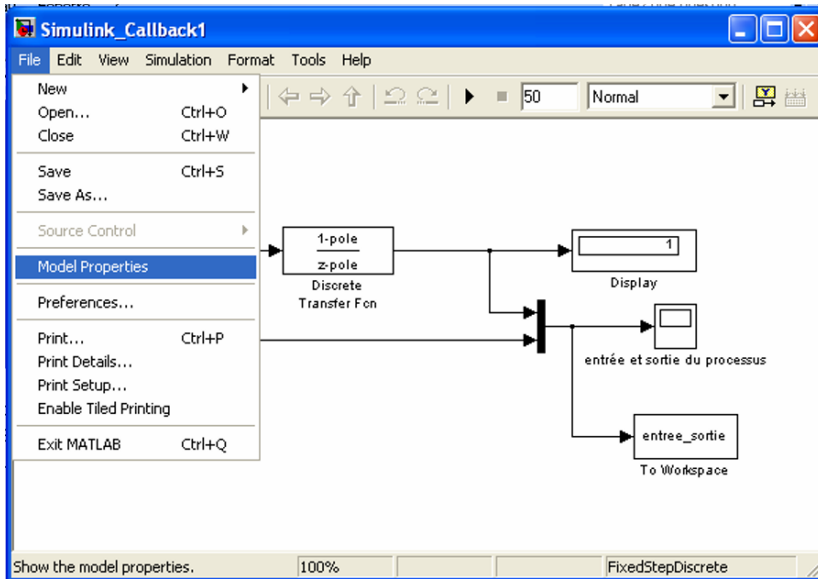 Simulink_Callback1
File Edit View Simulation Format Tools Help
50 Normal
New
Open... Ctrl+O
Close Ctrl+W
Save Ctrl+S
Save As...
Source Control
Model Properties
Preferences...
Print... Ctrl+P
Print Details...
Print Setup...
Enable Tiled Printing
Exit MATLAB Ctrl+Q
1-pole
z-pole
Discrete
Transfer Fcn
1
Display
entrée et sortie du processus
entree_sortie
To Workspace
Show the model properties. 100% FixedStepDiscrete